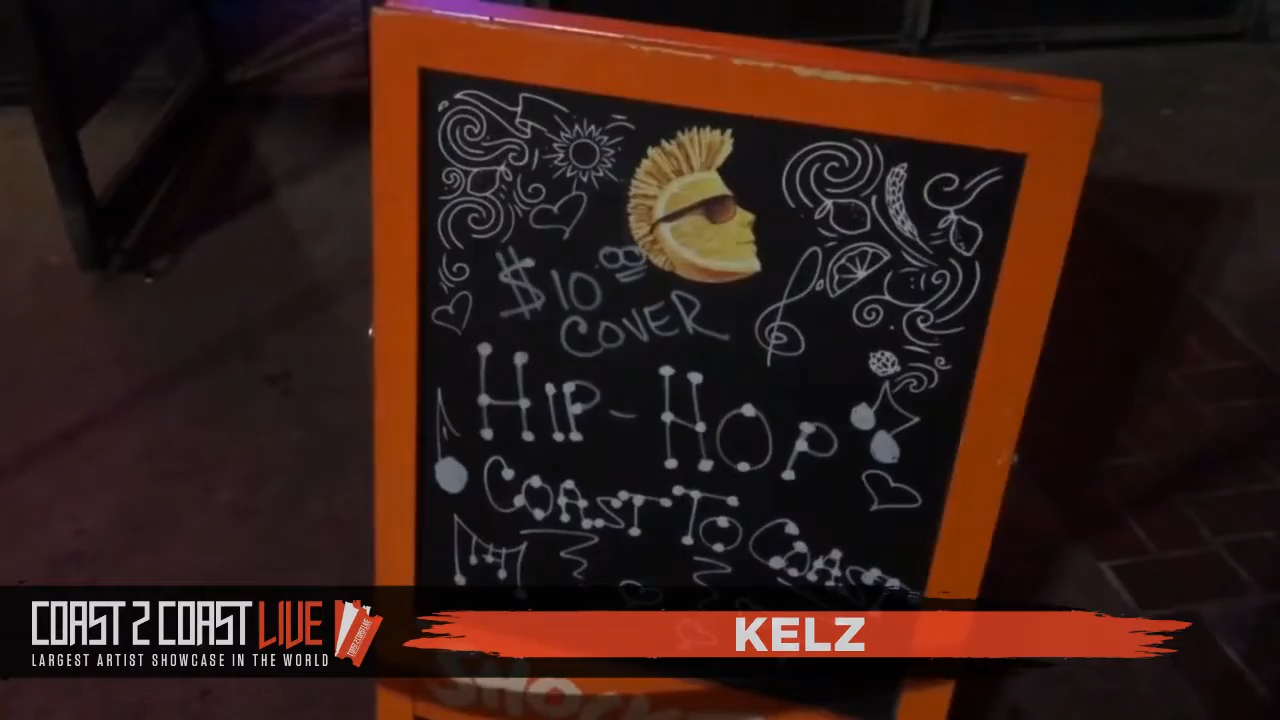 $10 00
COVER
HIP-HOP
COAST TO COAST
COAST 2 COAST LIVE
LARGEST ARTIST SHOWCASE IN THE WORLD
KELZ